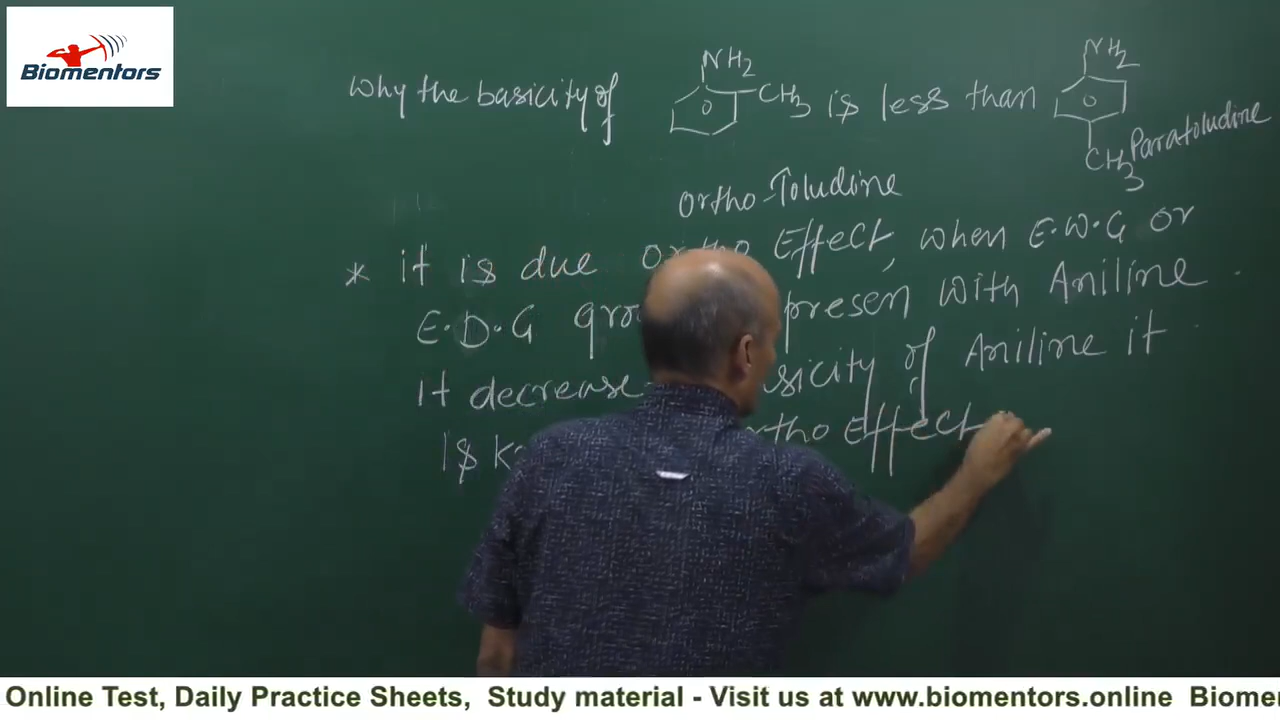 Biomentors
Why the basicity of NH2 CH3 is less than NH2 CH3
Paratoludine
Ortho-Toludine
* it is due Effect, when E.W.G or
E.D.G presen with Aniline
it decrease of Aniline it
Is Effect
Online Test, Daily Practice Sheets, Study material - Visit us at www.biomentors.online Biomen